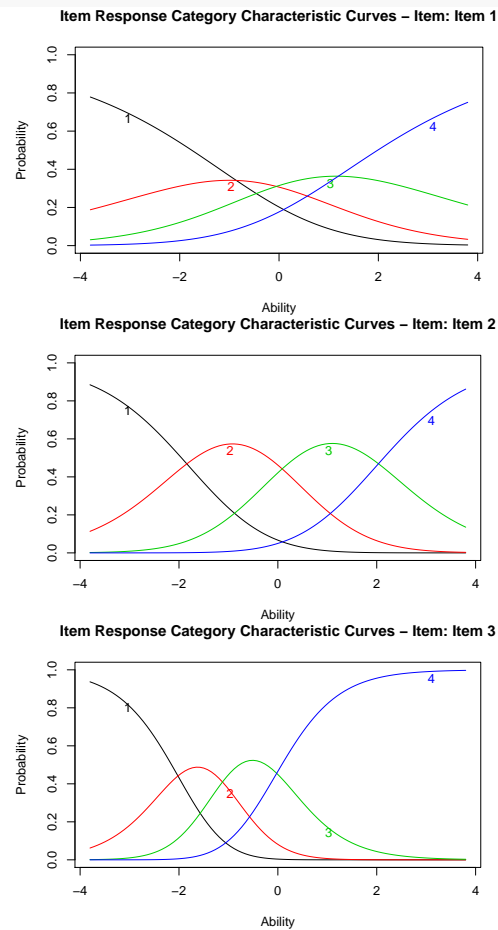 Item Response Category Characteristic Curves – Item: Item 1
Probability
1.0
0.8
0.6
0.4
0.2
0.0
1
2
3
4
−4 −2 0 2 4
Ability
Item Response Category Characteristic Curves – Item: Item 2
Probability
1.0
0.8
0.6
0.4
0.2
0.0
1
2
3
4
−4 −2 0 2 4
Ability
Item Response Category Characteristic Curves – Item: Item 3
Probability
1.0
0.8
0.6
0.4
0.2
0.0
1
2
3
4
−4 −2 0 2 4
Ability